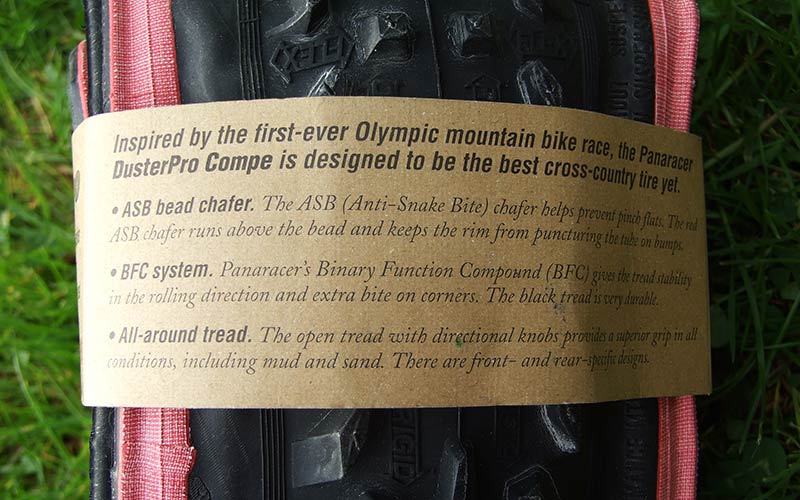 FLEX
Inspired by the first-ever Olympic mountain bike race, the Panaracer
DusterPro Compe is designed to be the best cross-country tire yet.
• ASB bead chafer. The ASB (Anti-Snake Bite) chafer helps prevent pinch flats. The red
ASB chafer runs above the bead and keeps the rim from puncturing the tube on bumps.
• BFC system. Panaracer's Binary Function Compound (BFC) gives the tread stability
in the rolling direction and extra bite on corners. The black tread is very durable.
• All-around tread. The open tread with directional knobs provides a superior grip in all
conditions, including mud and sand. There are front- and rear-specific designs.
RIGID